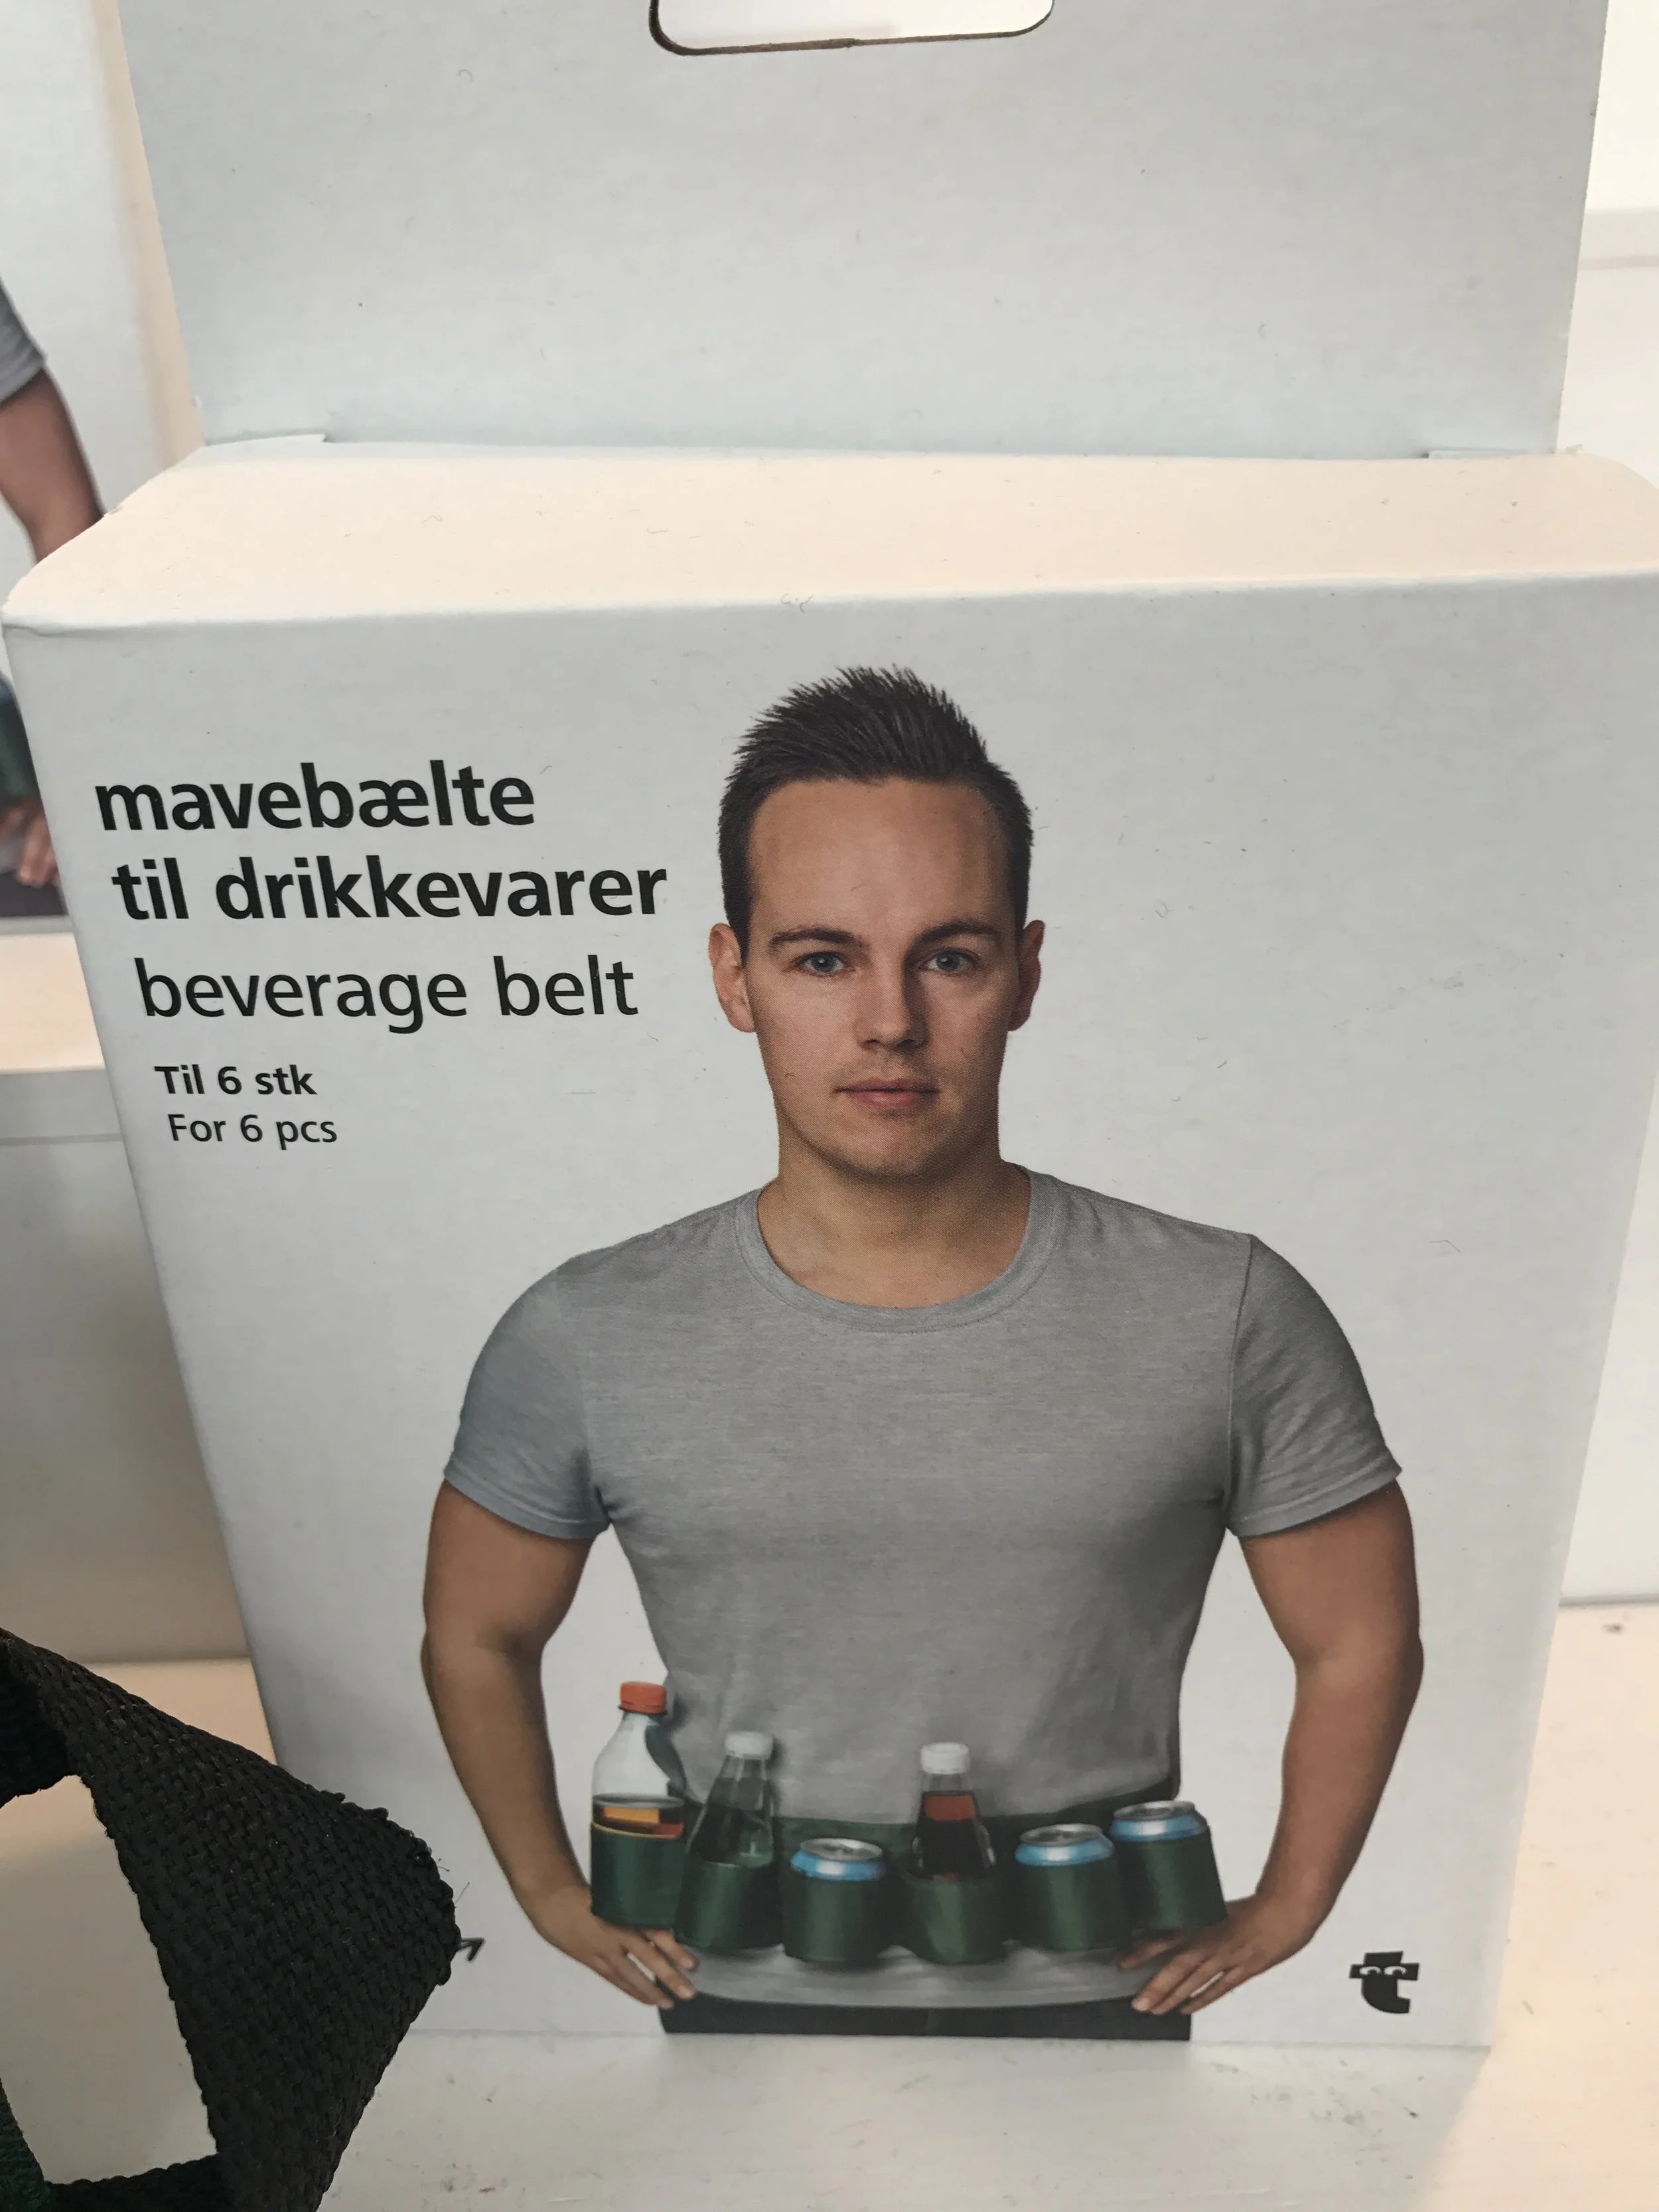 mavebælte
til drikkevarer
beverage belt
Til 6 stk
For 6 pcs